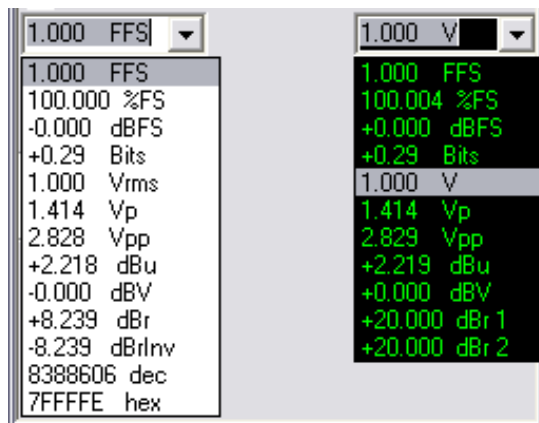 1.000 FFS
1.000 FFS
100.000 %FS
-0.000 dBFS
+0.29 Bits
1.000 Vrms
1.414 Vp
2.828 Vpp
+2.218 dBu
-0.000 dBV
+8.239 dBr
-8.239 dBrInv
8388606 dec
7FFFFE hex
1.000 V
1.000 FFS
100.004 %FS
+0.000 dBFS
+0.29 Bits
1.000 V
1.414 Vp
2.829 Vpp
+2.219 dBu
+0.000 dBV
+20.000 dBr 1
+20.000 dBr 2